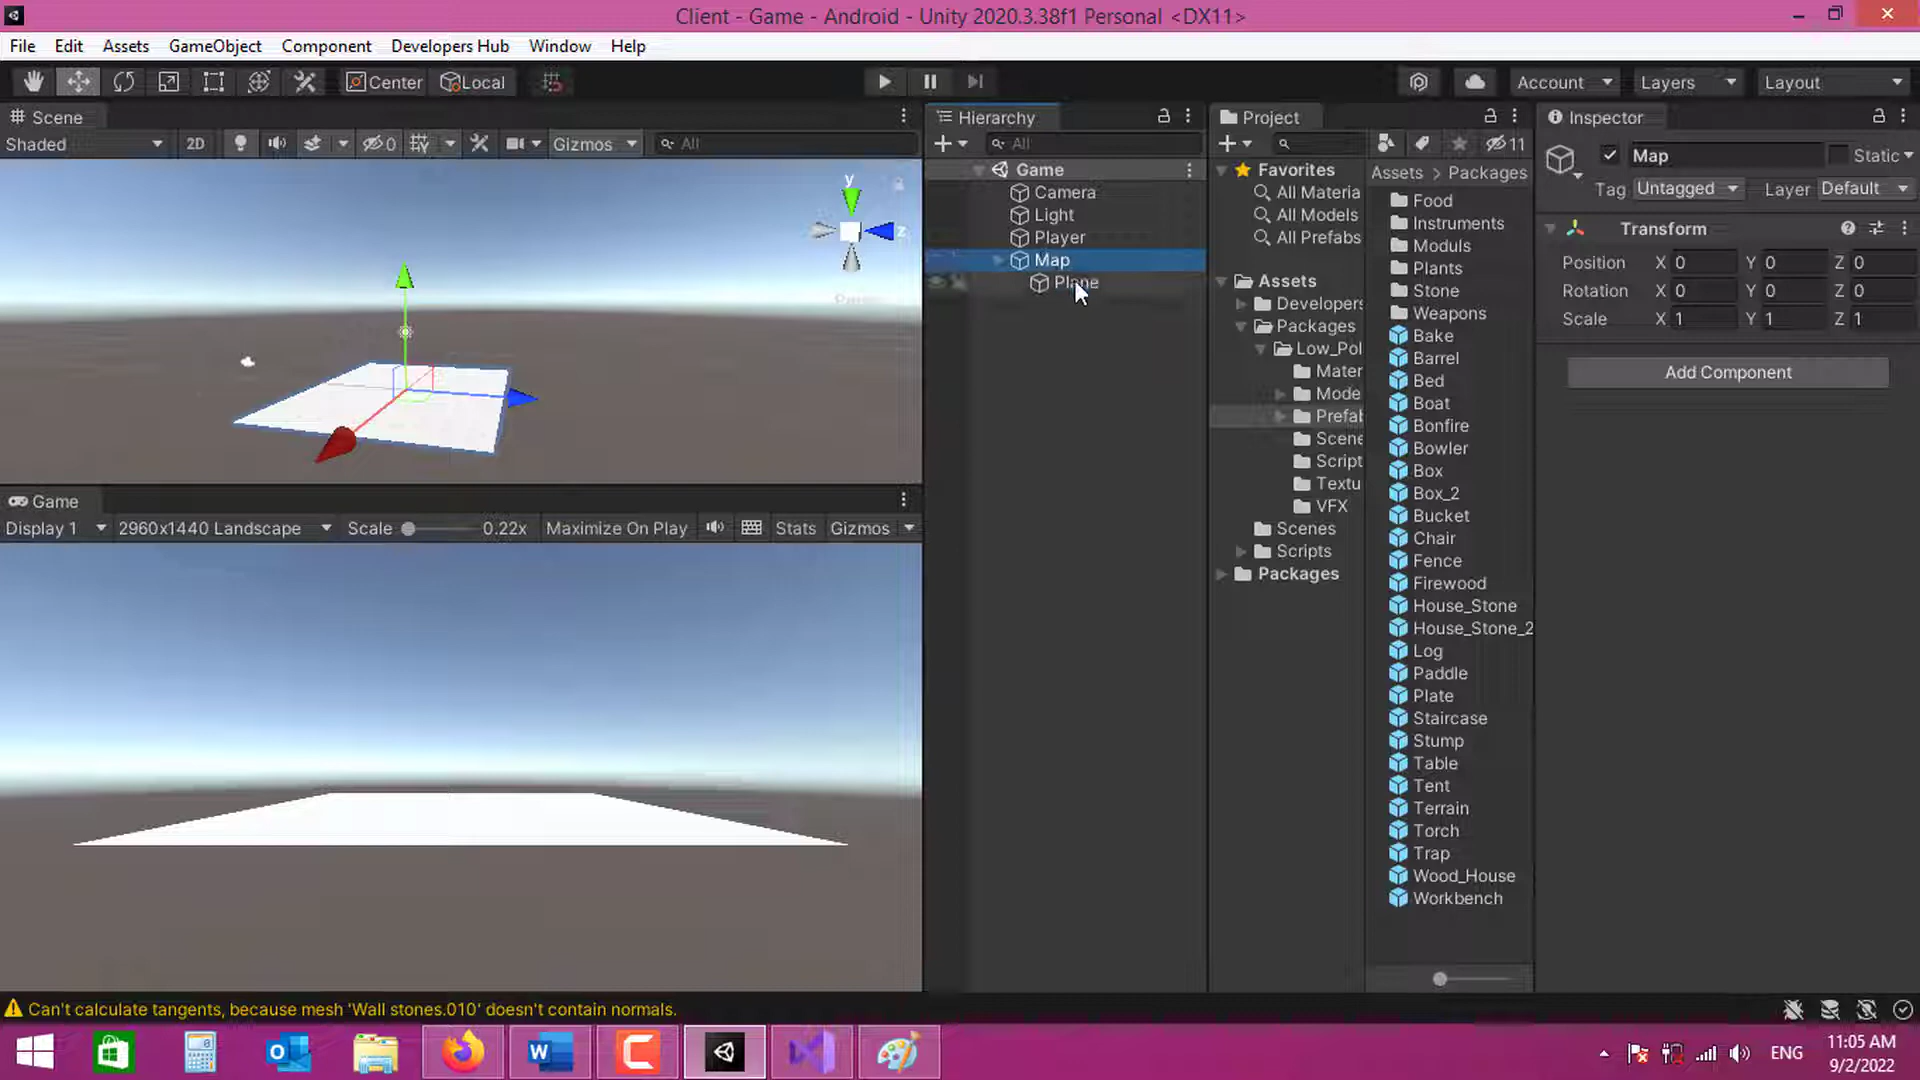 Client - Game - Android - Unity 2020.3.38f1 Personal <DX11>
File Edit Assets GameObject Component Developers Hub Window Help
Center Local Account Layers Layout
Scene
Shaded 2D 0 Gizmos All
y
z
Game
Display 1 2960x1440 Landscape Scale 0.22x Maximize On Play Stats Gizmos
Hierarchy
All
Game
Camera
Light
Player
Map
Plane
Project
11
Favorites
All Materia
All Models
All Prefabs
Assets
Developers
Packages
Low_Pol
Mater
Mode
Prefab
Scene
Script
Textu
VFX
Scenes
Scripts
Packages
Assets > Packages
Food
Instruments
Moduls
Plants
Stone
Weapons
Bake
Barrel
Bed
Boat
Bonfire
Bowler
Box
Box_2
Bucket
Chair
Fence
Firewood
House_Stone
House_Stone_2
Log
Paddle
Plate
Staircase
Stump
Table
Tent
Terrain
Torch
Trap
Wood_House
Workbench
Inspector
Map Static
Tag Untagged Layer Default
Transform
Position X 0 Y 0 Z 0
Rotation X 0 Y 0 Z 0
Scale X 1 Y 1 Z 1
Add Component
Can't calculate tangents, because mesh 'Wall stones.010' doesn't contain normals.
ENG
11:05 AM
9/2/2022